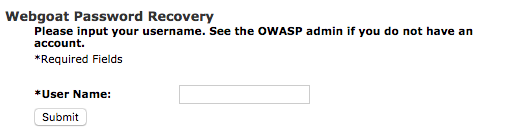 Webgoat Password Recovery
Please input your username. See the OWASP admin if you do not have an
account.
*Required Fields
*User Name:
Submit